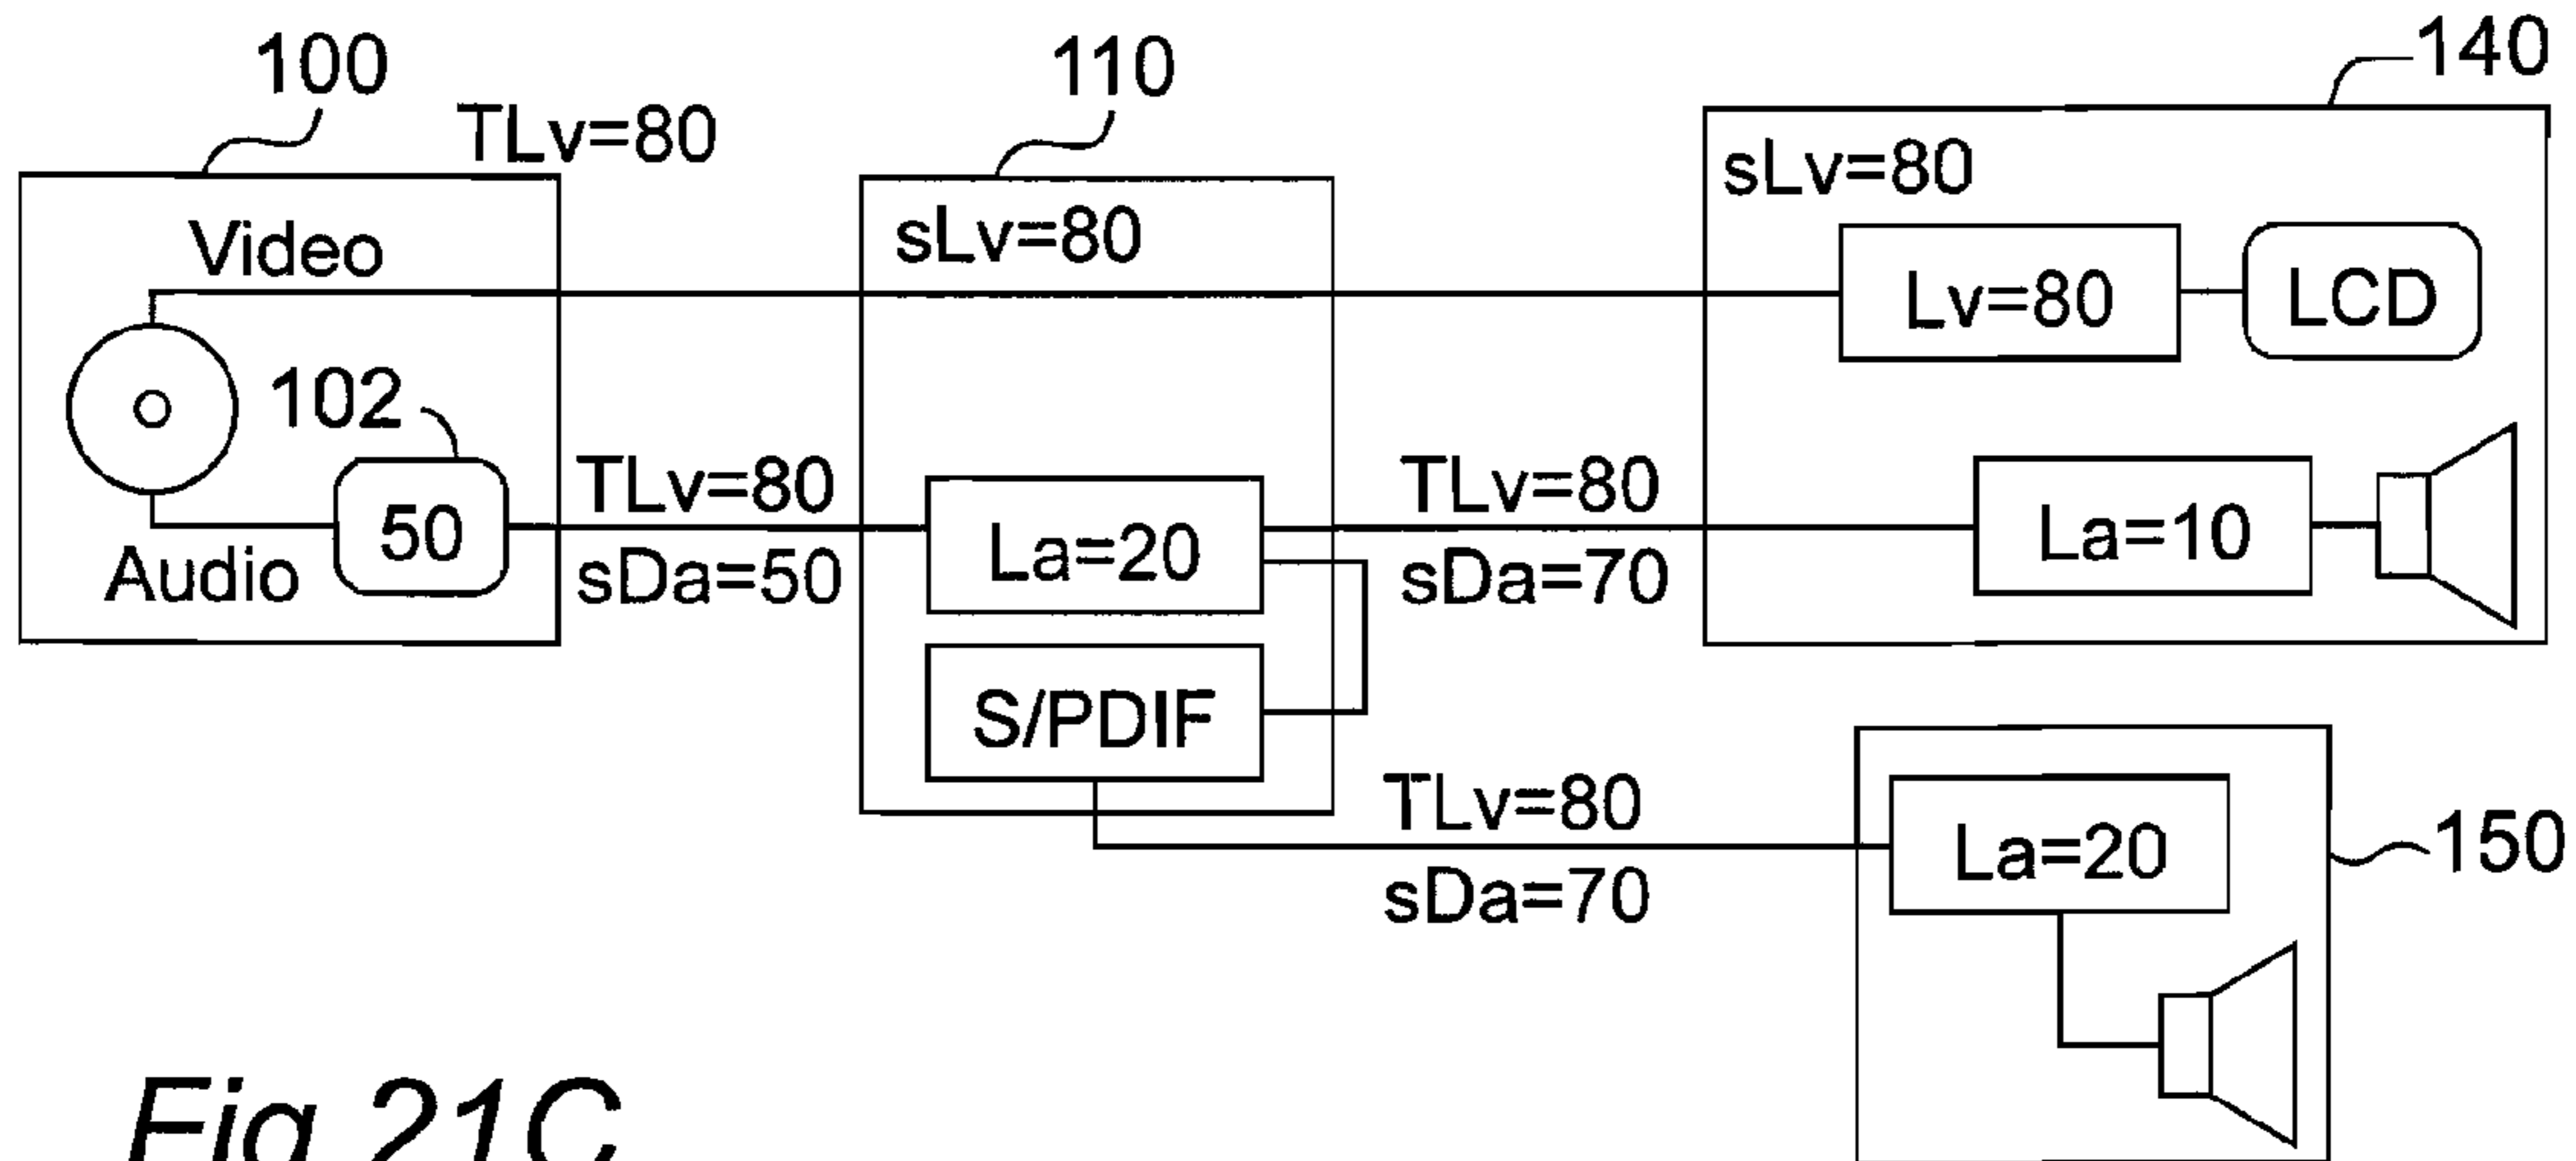 100
110
140
TLv=80
sLv=80
sLv=80
Video
Lv=80
LCD
102
50
Audio
TLv=80
sDa=50
La=20
TLv=80
sDa=70
La=10
S/PDIF
TLv=80
sDa=70
La=20
150
Fig 21C